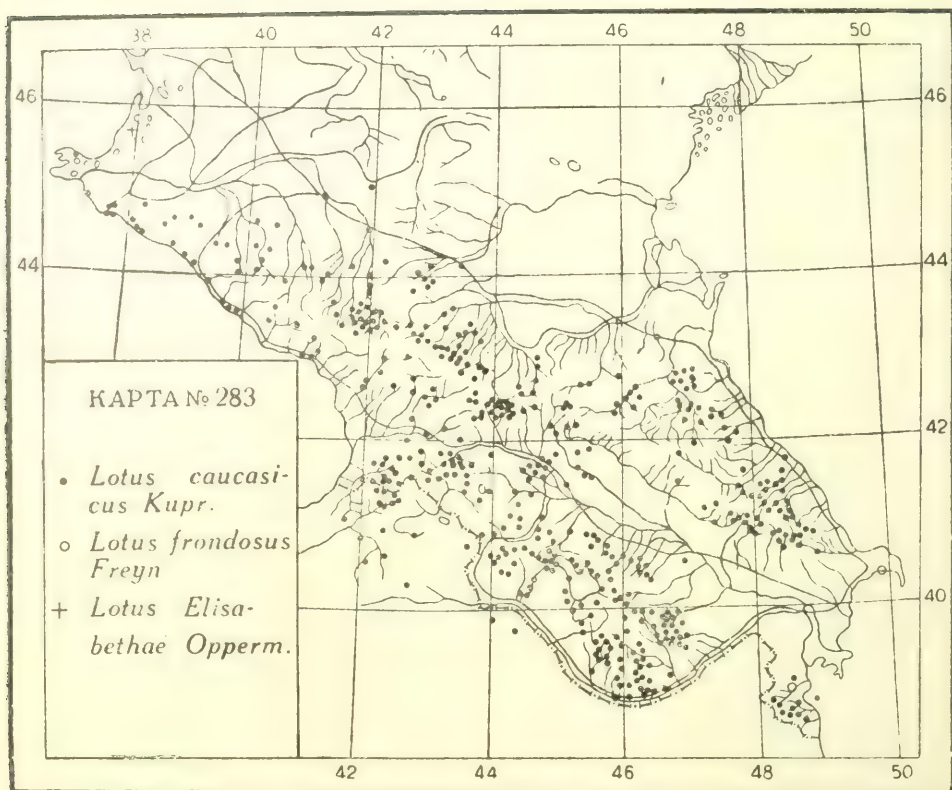 38 40 42 44 46 48 50
46 46
44 44
КАРТА № 283
42
• Lotus caucasi-
cus Kupr.
○ Lotus frondosus
Freyn
+ Lotus Elisa-
bethae Opperm.
40
42 44 46 48 50